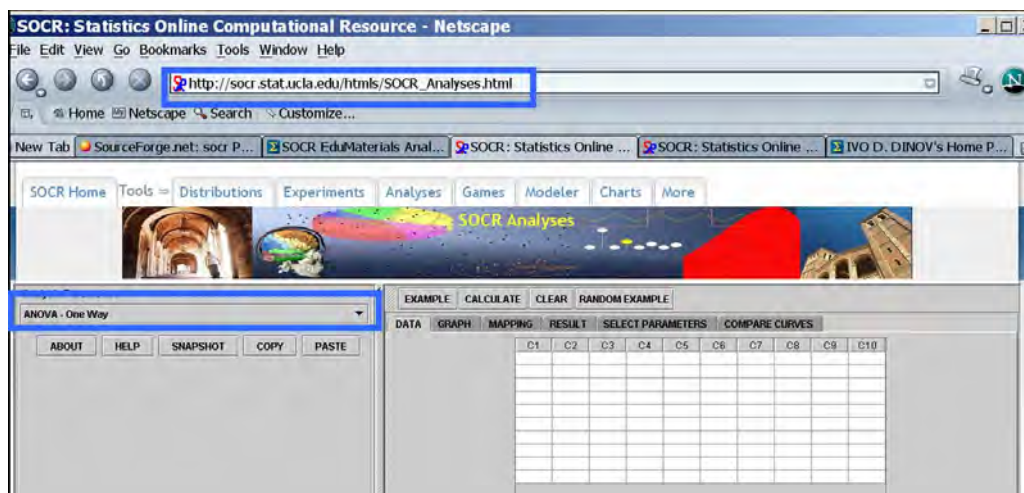 SOCR: Statistics Online Computational Resource - Netscape
File Edit View Go Bookmarks Tools Window Help
http://socr.stat.ucla.edu/htmls/SOCR_Analyses.html
Home Netscape Search Customize...
New Tab SourceForge.net: socr P... SOCR EduMaterials Anal... SOCR: Statistics Online ... SOCR: Statistics Online ... IVO D. DINOV's Home P...
SOCR Home Tools Distributions Experiments Analyses Games Modeler Charts More
SOCR Analyses
EXAMPLE CALCULATE CLEAR RANDOM EXAMPLE
ANOVA - One Way
DATA GRAPH MAPPING RESULT SELECT PARAMETERS COMPARE CURVES
ABOUT HELP SNAPSHOT COPY PASTE
C1 C2 C3 C4 C5 C6 C7 C8 C9 C10